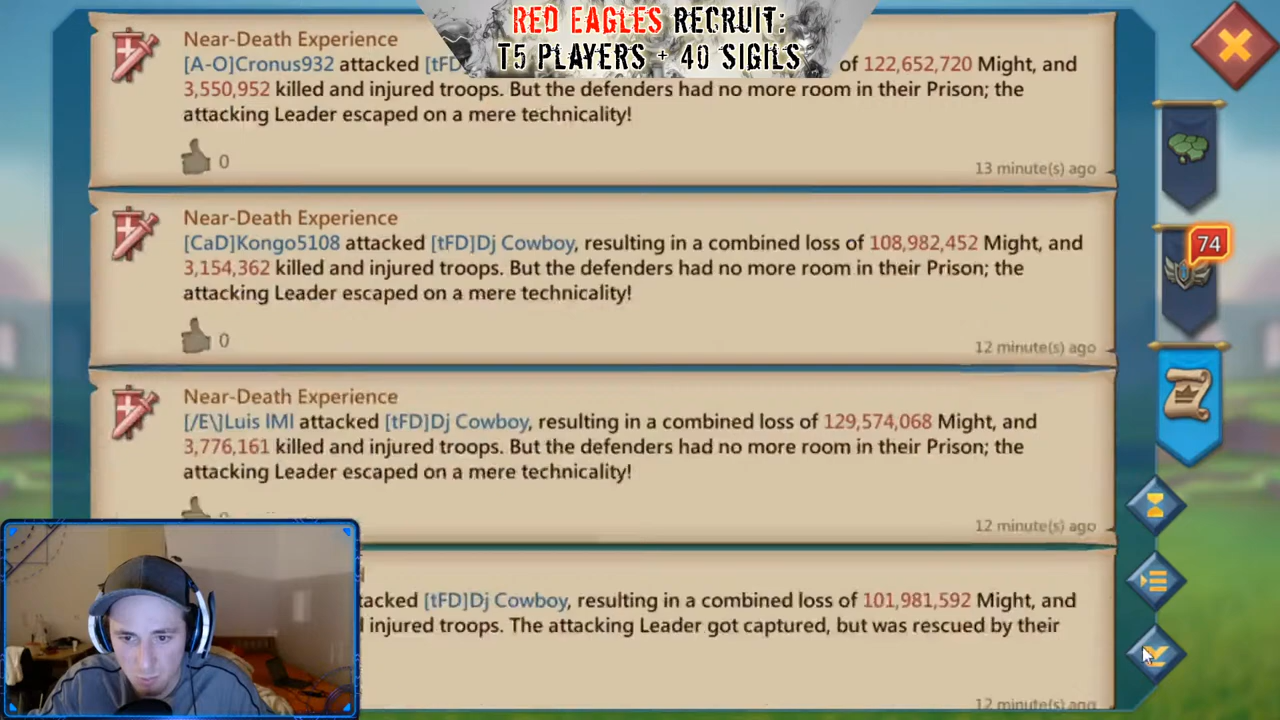 RED EAGLES RECRUIT:
T5 PLAYERS + 40 SIGILS
Near-Death Experience
[A-O]Cronus932 attacked [tFD of 122,652,720 Might, and
3,550,952 killed and injured troops. But the defenders had no more room in their Prison; the
attacking Leader escaped on a mere technicality!
0
13 minute(s) ago
74
Near-Death Experience
[CaD]Kongo5108 attacked [tFD]Dj Cowboy, resulting in a combined loss of 108,982,452 Might, and
3,154,362 killed and injured troops. But the defenders had no more room in their Prison; the
attacking Leader escaped on a mere technicality!
0
12 minute(s) ago
Near-Death Experience
[/E\]Luis IMI attacked [tFD]Dj Cowboy, resulting in a combined loss of 129,574,068 Might, and
3,776,161 killed and injured troops. But the defenders had no more room in their Prison; the
attacking Leader escaped on a mere technicality!
12 minute(s) ago
tacked [tFD]Dj Cowboy, resulting in a combined loss of 101,981,592 Might, and
injured troops. The attacking Leader got captured, but was rescued by their
12 minute(s) ago